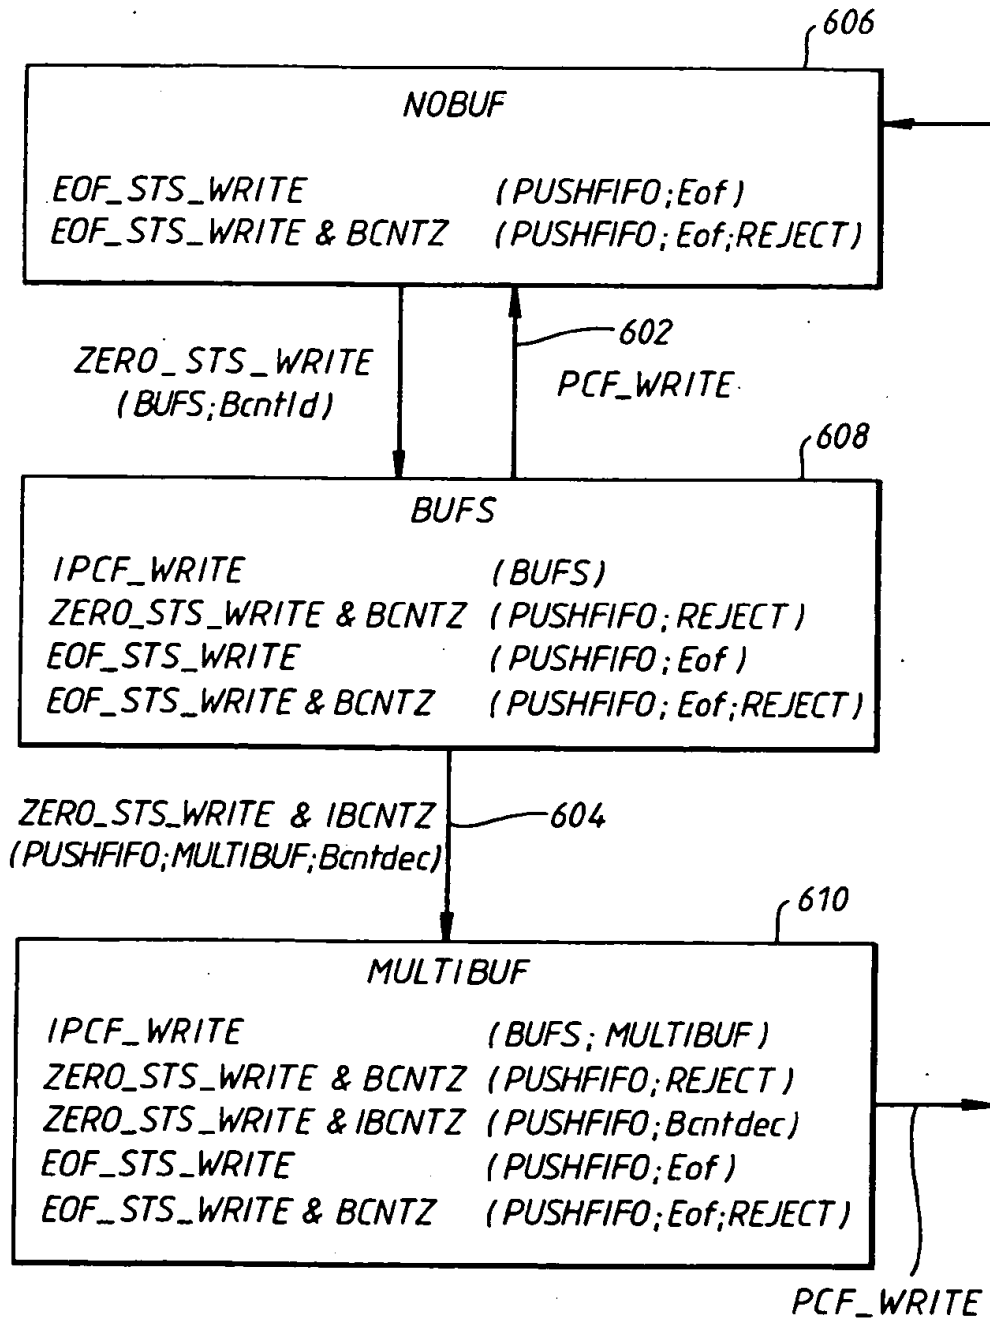 606
NOBUF
EOF_STS_WRITE (PUSHFIFO;Eof)
EOF_STS_WRITE & BCNTZ (PUSHFIFO;Eof;REJECT)
ZERO_STS_WRITE
(BUFS;Bcntld)
602
PCF_WRITE
608
BUFS
IPCF_WRITE (BUFS)
ZERO_STS_WRITE & BCNTZ (PUSHFIFO;REJECT)
EOF_STS_WRITE (PUSHFIFO;Eof)
EOF_STS_WRITE & BCNTZ (PUSHFIFO;Eof;REJECT)
ZERO_STS_WRITE & IBCNTZ
(PUSHFIFO;MULTIBUF;Bcntdec)
604
610
MULTIBUF
IPCF_WRITE (BUFS;MULTIBUF)
ZERO_STS_WRITE & BCNTZ (PUSHFIFO;REJECT)
ZERO_STS_WRITE & IBCNTZ (PUSHFIFO;Bcntdec)
EOF_STS_WRITE (PUSHFIFO;Eof)
EOF_STS_WRITE & BCNTZ (PUSHFIFO;Eof;REJECT)
PCF_WRITE